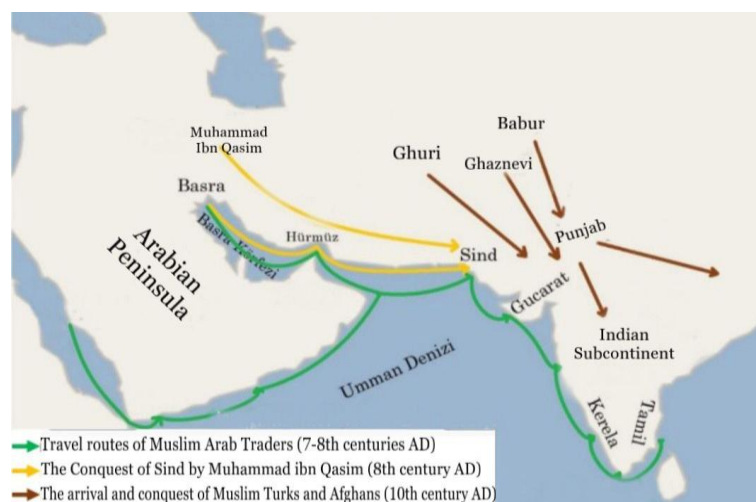 Babur
Muhammad
Ibn Qasim
Ghuri
Ghaznevi
Basra
Punjab
Basra Körfezi
Hürmüz
Sind
Arabian
Peninsula
Gucarat
Indian
Subcontinent
Umman Denizi
Kerela
Tamil
Travel routes of Muslim Arab Traders (7-8th centuries AD)
The Conquest of Sind by Muhammad ibn Qasim (8th century AD)
The arrival and conquest of Muslim Turks and Afghans (10th century AD)